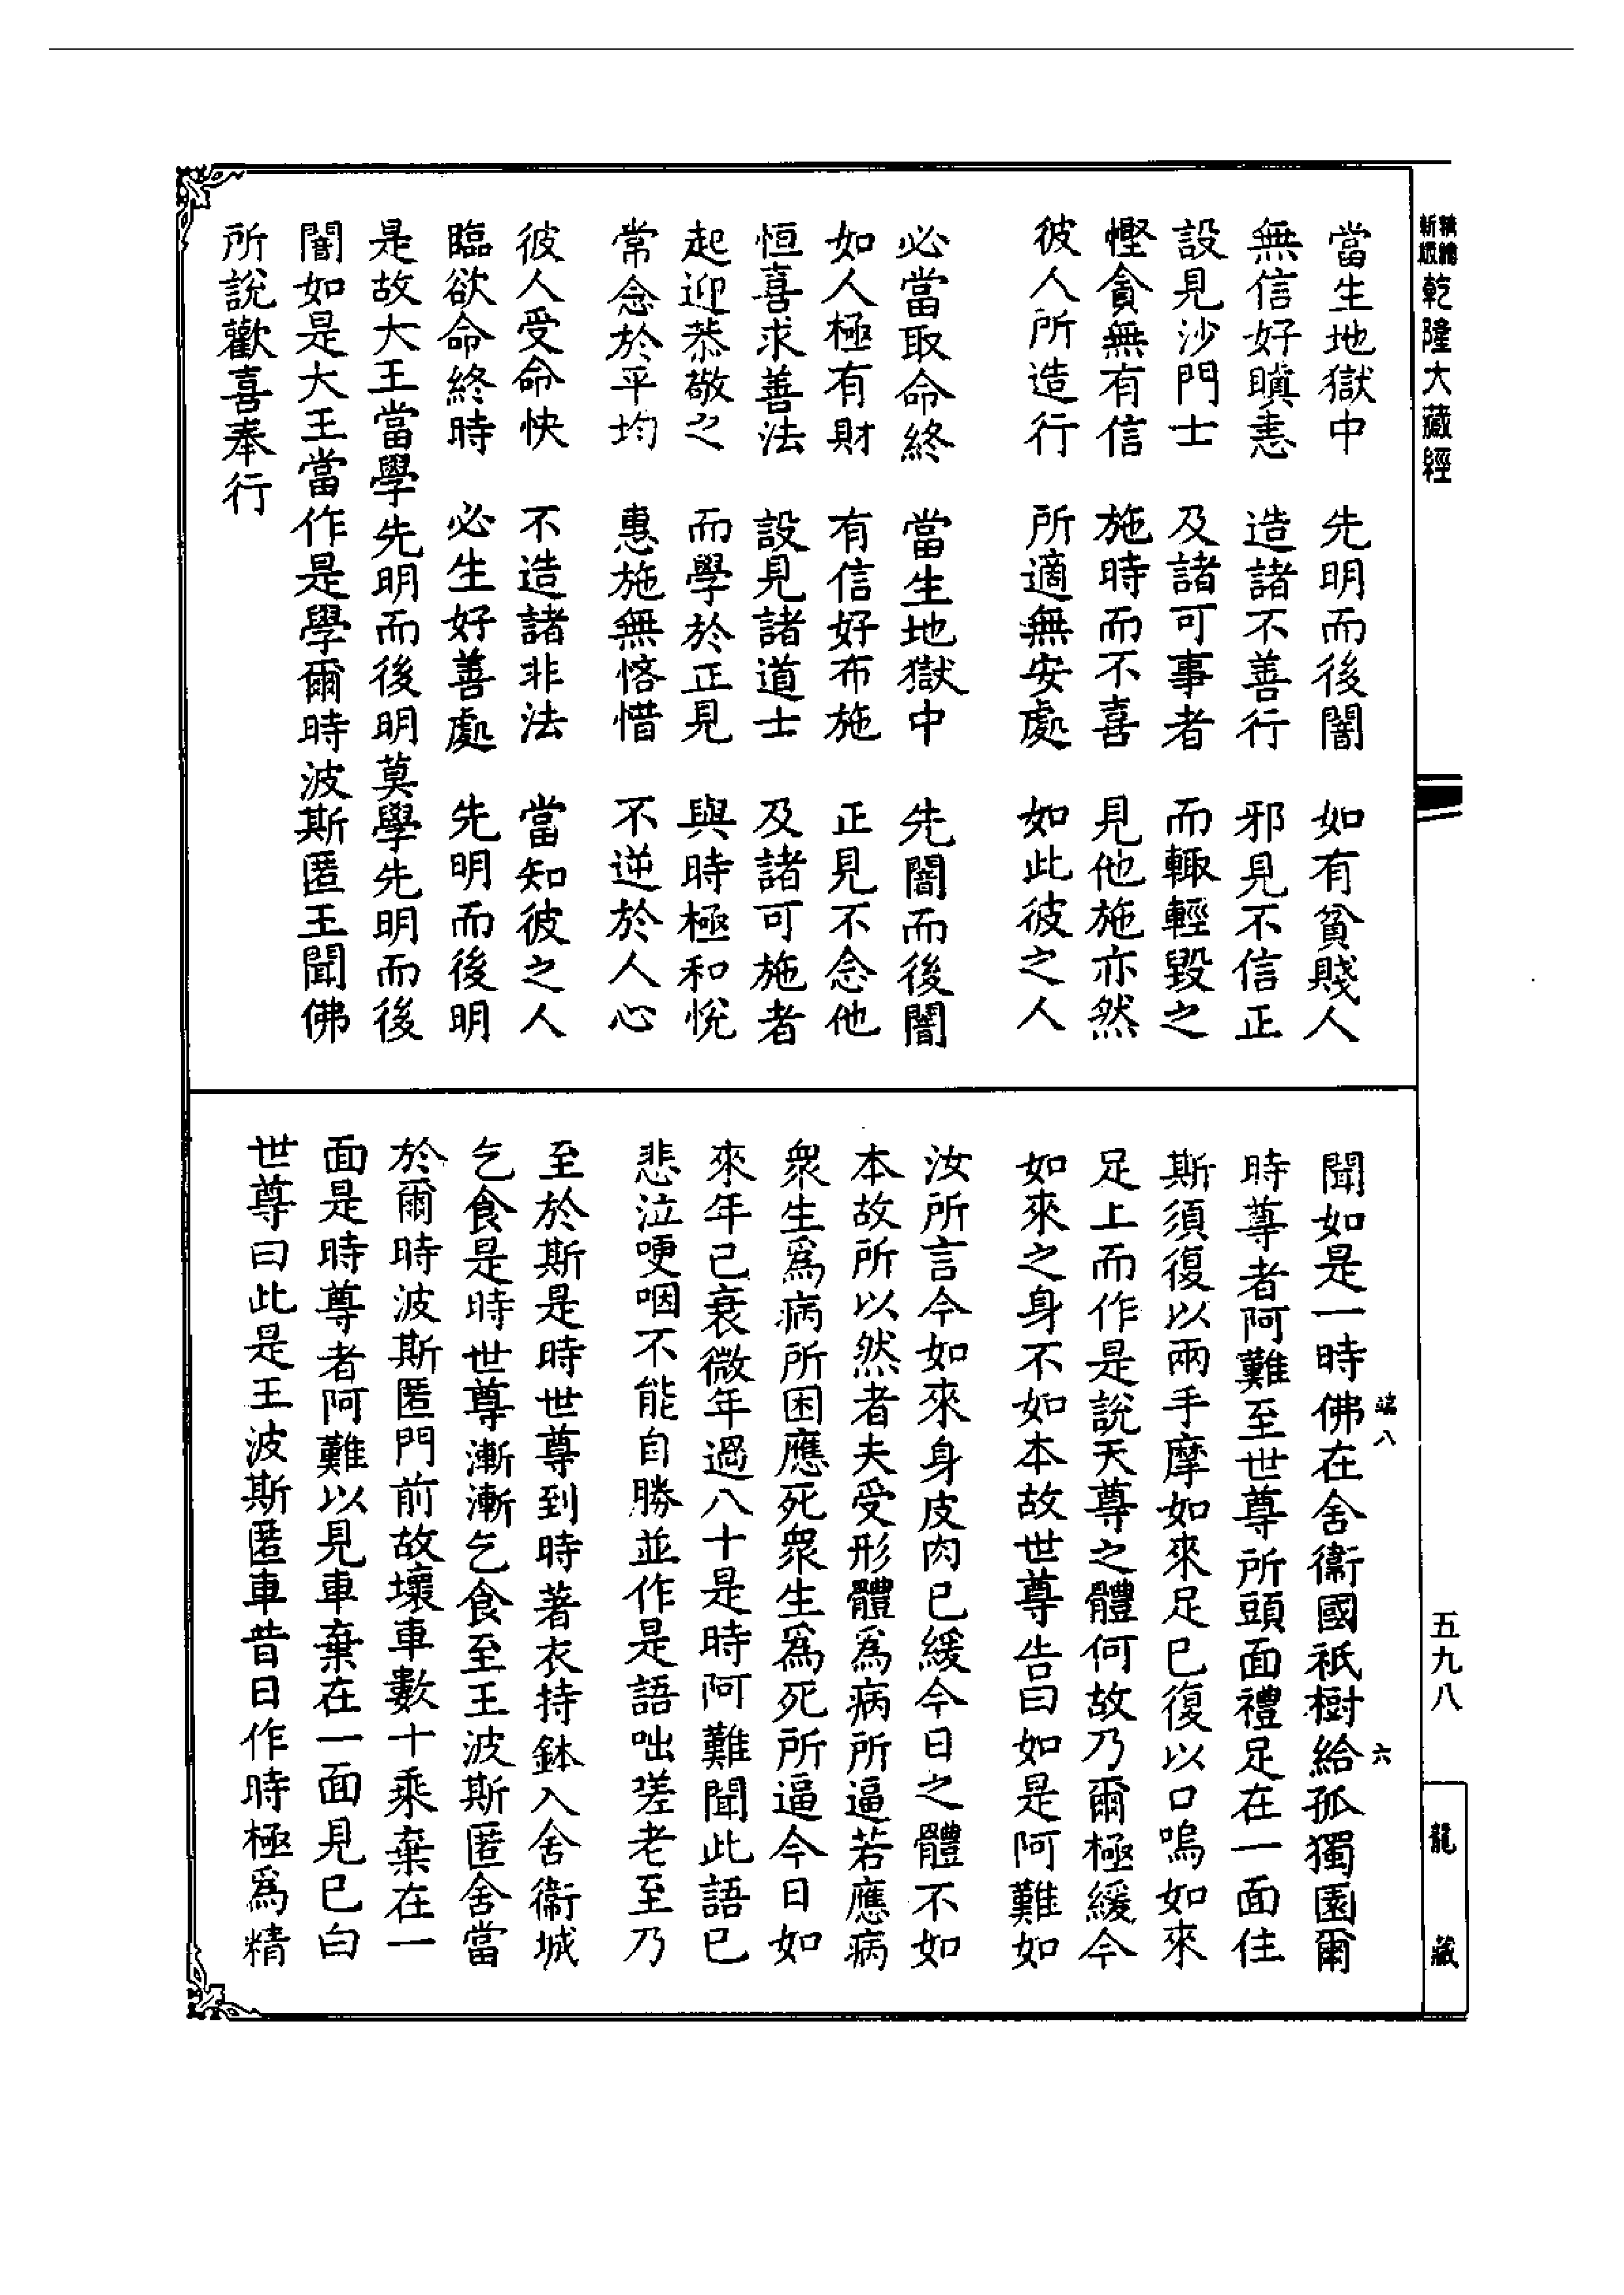 乾隆大藏經
當生地獄中　先明而後闇　如有貧賤人
無信好瞋恚　造諸不善行　邪見不信正
設見沙門士　及諸可事者　而輙輕毀之
慳貪無有信　施時而不喜　見他施亦然
彼人所造行　所適無安處　如此彼之人
必當取命終　當生地獄中　先闇而後闇
如人極有財　有信好布施　正見不念他
恒喜求善法　設見諸道士　及諸可施者
起迎恭敬之　而學於正見　與時極和悅
常念於平均　惠施無悋惜　不逆於人心
彼人受命快　不造諸非法　當知彼之人
臨欲命終時　必生好善處　先明而後明
是故大王當學先明而後明莫學先明而後
闇如是大王當作是學爾時波斯匿王聞佛
所說歡喜奉行
聞如是一時佛在舍衞國祇樹給孤獨園爾
時尊者阿難至世尊所頭面禮足在一面住
斯須復以兩手摩如來足已復以口嗚如來
足上而作是說天尊之體何故乃爾極緩今
如來之身不如本故世尊告曰如是阿難如
汝所言今如來身皮肉已緩今日之體不如
本故所以然者夫受形體爲病所逼若應病
衆生爲病所困應死衆生爲死所逼今日如
來年已衰微年過八十是時阿難聞此語已
悲泣哽咽不能自勝並作是語咄嗟老至乃
至於斯是時世尊到時著衣持鉢入舍衞城
乞食是時世尊漸漸乞食至王波斯匿舍當
於爾時波斯匿門前故壞車數十乘棄在一
面是時尊者阿難以見車棄在一面見已白
世尊曰此是王波斯匿車昔日作時極爲精
八
六
五九八
龍藏